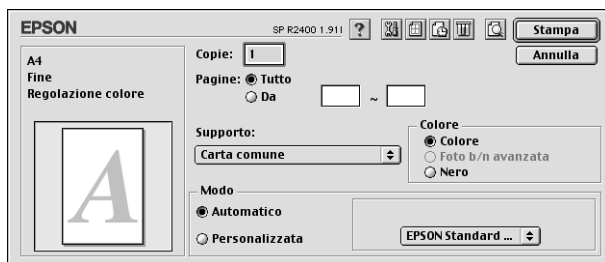 EPSON
SP R2400 1.91I
?
Stampa
Annulla
A4
Fine
Regolazione colore
A
Copie: 1
Pagine: Tutto
Da ~
Supporto:
Carta comune
Colore
Colore
Foto b/n avanzata
Nero
Modo
Automatico
Personalizzata
EPSON Standard ...